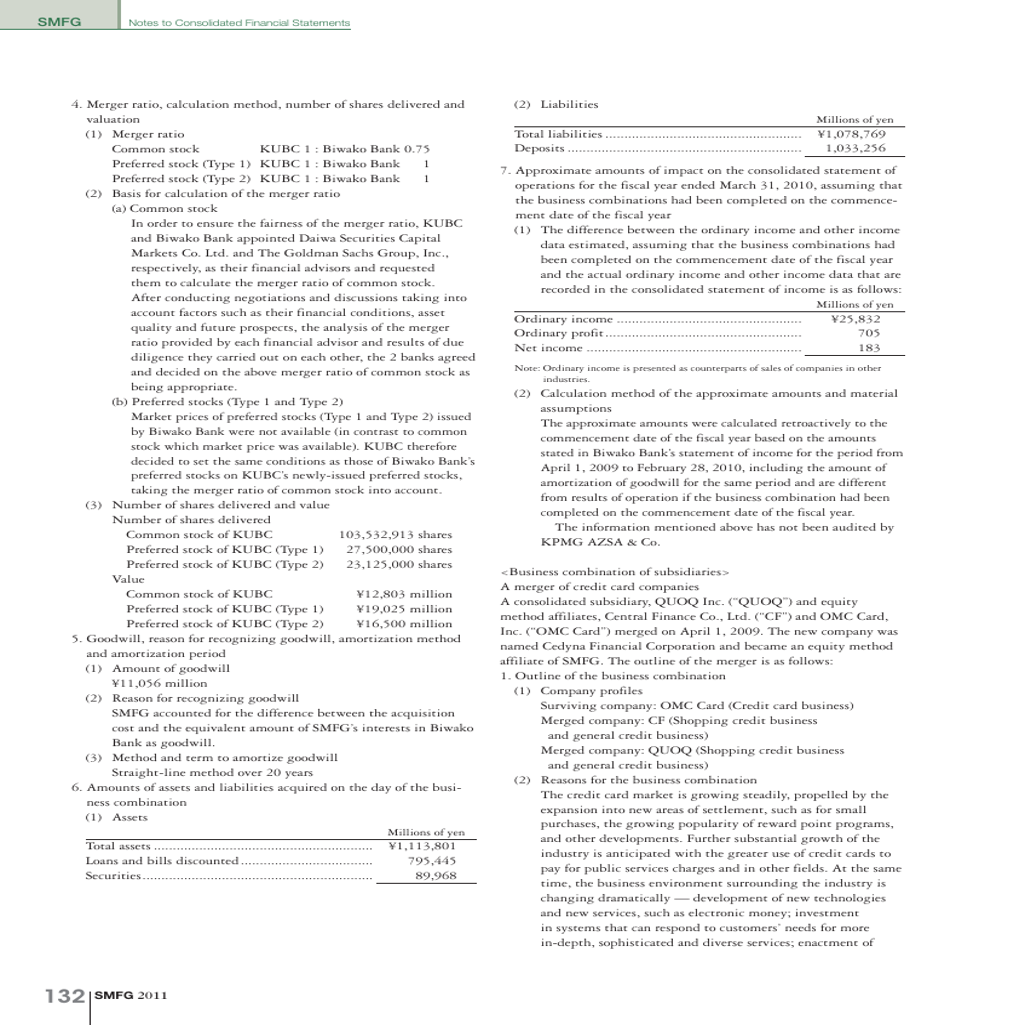 SMFG
Notes to Consolidated Financial Statements
4. Merger ratio, calculation method, number of shares delivered and
valuation
(1) Merger ratio
Common stock KUBC 1 : Biwako Bank 0.75
Preferred stock (Type 1) KUBC 1 : Biwako Bank 1
Preferred stock (Type 2) KUBC 1 : Biwako Bank 1
(2) Basis for calculation of the merger ratio
(a) Common stock
In order to ensure the fairness of the merger ratio, KUBC
and Biwako Bank appointed Daiwa Securities Capital
Markets Co. Ltd. and The Goldman Sachs Group, Inc.,
respectively, as their financial advisors and requested
them to calculate the merger ratio of common stock.
After conducting negotiations and discussions taking into
account factors such as their financial conditions, asset
quality and future prospects, the analysis of the merger
ratio provided by each financial advisor and results of due
diligence they carried out on each other, the 2 banks agreed
and decided on the above merger ratio of common stock as
being appropriate.
(b) Preferred stocks (Type 1 and Type 2)
Market prices of preferred stocks (Type 1 and Type 2) issued
by Biwako Bank were not available (in contrast to common
stock which market price was available). KUBC therefore
decided to set the same conditions as those of Biwako Bank's
preferred stocks on KUBC's newly-issued preferred stocks,
taking the merger ratio of common stock into account.
(3) Number of shares delivered and value
Number of shares delivered
Common stock of KUBC 103,532,913 shares
Preferred stock of KUBC (Type 1) 27,500,000 shares
Preferred stock of KUBC (Type 2) 23,125,000 shares
Value
Common stock of KUBC ¥12,803 million
Preferred stock of KUBC (Type 1) ¥19,025 million
Preferred stock of KUBC (Type 2) ¥16,500 million
5. Goodwill, reason for recognizing goodwill, amortization method
and amortization period
(1) Amount of goodwill
¥11,056 million
(2) Reason for recognizing goodwill
SMFG accounted for the difference between the acquisition
cost and the equivalent amount of SMFG's interests in Biwako
Bank as goodwill.
(3) Method and term to amortize goodwill
Straight-line method over 20 years
6. Amounts of assets and liabilities acquired on the day of the busi-
ness combination
(1) Assets
Millions of yen
Total assets ¥1,113,801
Loans and bills discounted 795,445
Securities 89,968
(2) Liabilities
Millions of yen
Total liabilities ¥1,078,769
Deposits 1,033,256
7. Approximate amounts of impact on the consolidated statement of
operations for the fiscal year ended March 31, 2010, assuming that
the business combinations had been completed on the commence-
ment date of the fiscal year
(1) The difference between the ordinary income and other income
data estimated, assuming that the business combinations had
been completed on the commencement date of the fiscal year
and the actual ordinary income and other income data that are
recorded in the consolidated statement of income is as follows:
Millions of yen
Ordinary income ¥25,832
Ordinary profit 705
Net income 183
Note: Ordinary income is presented as counterparts of sales of companies in other
industries.
(2) Calculation method of the approximate amounts and material
assumptions
The approximate amounts were calculated retroactively to the
commencement date of the fiscal year based on the amounts
stated in Biwako Bank's statement of income for the period from
April 1, 2009 to February 28, 2010, including the amount of
amortization of goodwill for the same period and are different
from results of operation if the business combination had been
completed on the commencement date of the fiscal year.
The information mentioned above has not been audited by
KPMG AZSA & Co.
<Business combination of subsidiaries>
A merger of credit card companies
A consolidated subsidiary, QUOQ Inc. ("QUOQ") and equity
method affiliates, Central Finance Co., Ltd. ("CF") and OMC Card,
Inc. ("OMC Card") merged on April 1, 2009. The new company was
named Cedyna Financial Corporation and became an equity method
affiliate of SMFG. The outline of the merger is as follows:
1. Outline of the business combination
(1) Company profiles
Surviving company: OMC Card (Credit card business)
Merged company: CF (Shopping credit business
and general credit business)
Merged company: QUOQ (Shopping credit business
and general credit business)
(2) Reasons for the business combination
The credit card market is growing steadily, propelled by the
expansion into new areas of settlement, such as for small
purchases, the growing popularity of reward point programs,
and other developments. Further substantial growth of the
industry is anticipated with the greater use of credit cards to
pay for public services charges and in other fields. At the same
time, the business environment surrounding the industry is
changing dramatically — development of new technologies
and new services, such as electronic money; investment
in systems that can respond to customers' needs for more
in-depth, sophisticated and diverse services; enactment of
132 SMFG 2011